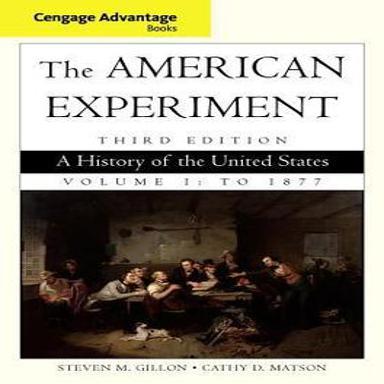 Cengage Advantage
Books
The AMERICAN
EXPERIMENT
THIRD EDITION
A History of the United States
VOLUME I: TO 1877
STEVEN M. GILLON • CATHY D. MATSON